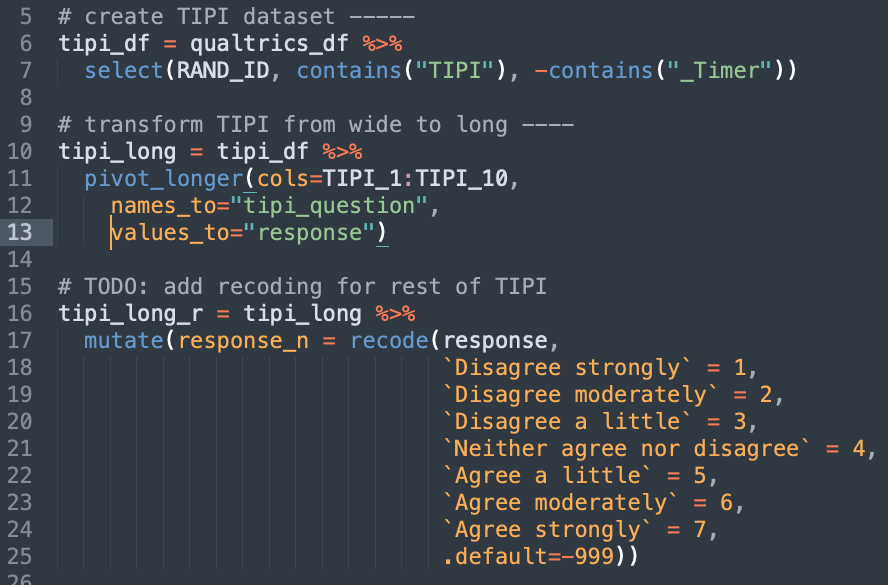 5 # create TIPI dataset -----
6 tipi_df = qualtrics_df %>%
7 select(RAND_ID, contains("TIPI"), -contains("_Timer"))
8
9 # transform TIPI from wide to long ----
10 tipi_long = tipi_df %>%
11 pivot_longer(cols=TIPI_1:TIPI_10,
12 names_to="tipi_question",
13 values_to="response")
14
15 # TODO: add recoding for rest of TIPI
16 tipi_long_r = tipi_long %>%
17 mutate(response_n = recode(response,
18 `Disagree strongly` = 1,
19 `Disagree moderately` = 2,
20 `Disagree a little` = 3,
21 `Neither agree nor disagree` = 4,
22 `Agree a little` = 5,
23 `Agree moderately` = 6,
24 `Agree strongly` = 7,
25 .default=-999))
26